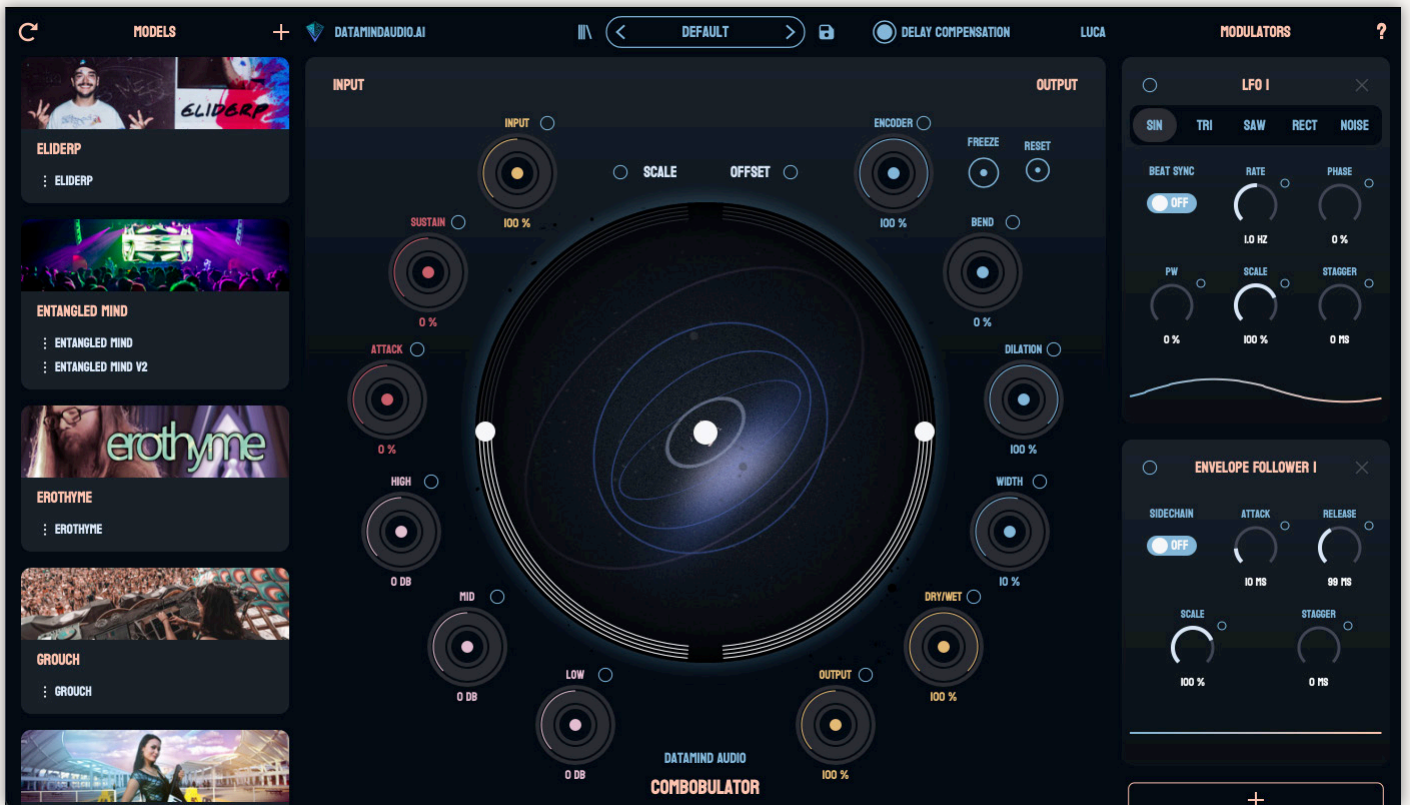 MODELS
+
DATAMINDAUDIO.AI
DEFAULT
DELAY COMPENSATION
LUCA
MODULATORS
?
ELIDERP
ELIDERP
ELIDERP
ENTANGLED MIND
ENTANGLED MIND
ENTANGLED MIND V2
erothyme
EROTHYME
EROTHYME
GROUCH
GROUCH
INPUT
OUTPUT
INPUT
100 %
SCALE
OFFSET
ENCODER
100 %
FREEZE
RESET
SUSTAIN
0 %
BEND
0 %
ATTACK
0 %
DILATION
100 %
HIGH
0 DB
WIDTH
10 %
MID
0 DB
DRY/WET
100 %
LOW
0 DB
OUTPUT
100 %
DATAMIND AUDIO
COMBOBULATOR
LFO 1
SIN
TRI
SAW
RECT
NOISE
BEAT SYNC
OFF
RATE
1.0 HZ
PHASE
0 %
PW
0 %
SCALE
100 %
STAGGER
0 MS
ENVELOPE FOLLOWER 1
SIDECHAIN
OFF
ATTACK
10 MS
RELEASE
99 MS
SCALE
100 %
STAGGER
0 MS
+